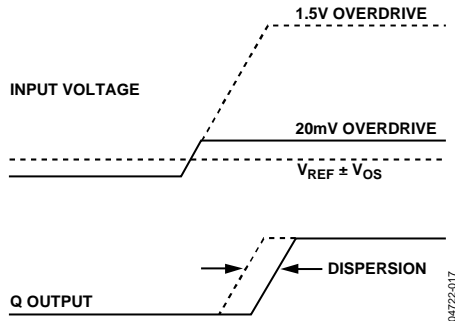 1.5V OVERDRIVE
INPUT VOLTAGE
20mV OVERDRIVE
VREF ± VOS
DISPERSION
Q OUTPUT
04722-017